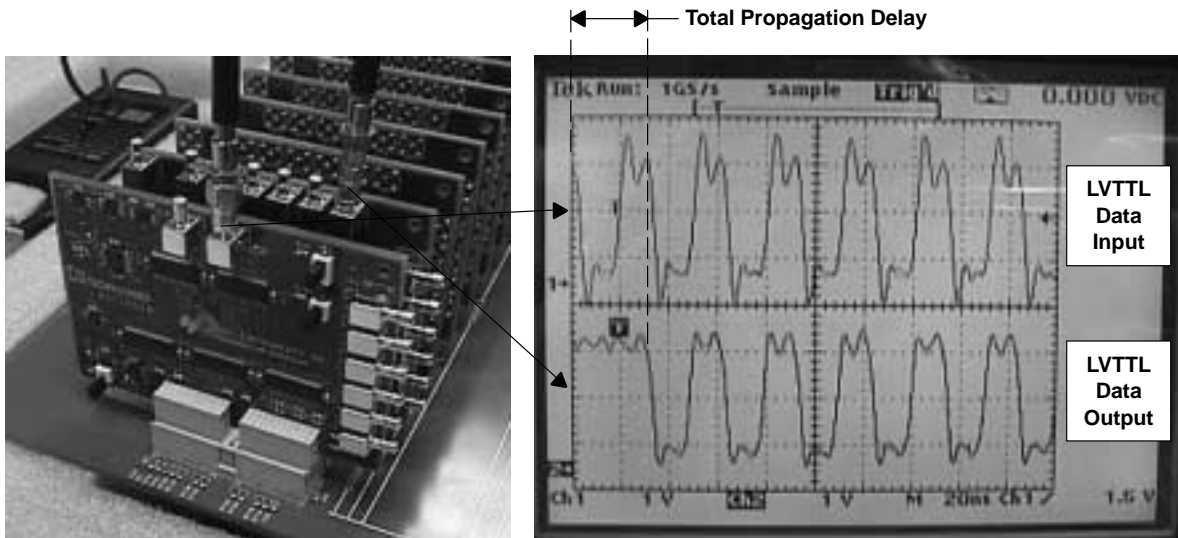 Total Propagation Delay
Tek Run: 1GS/s Sample
0.000 VDC
LVTTL
Data
Input
1→
T
LVTTL
Data
Output
Ch1 1 V 1 V M 20ns Ch1 1.5 V